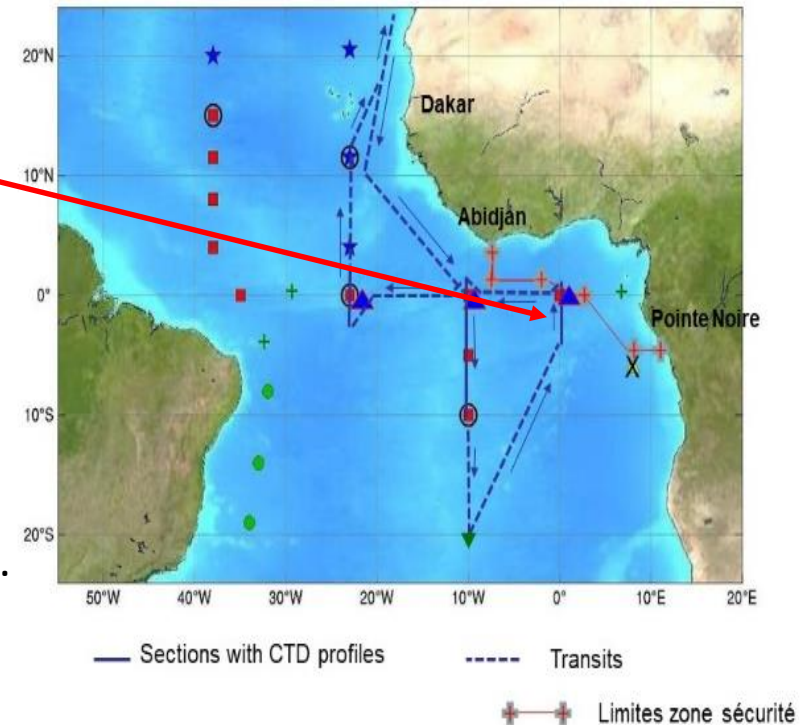 20°N
Dakar
10°N
Abidjan
0°
Pointe Noire
X
10°S
20°S
.
50°W 40°W 30°W 20°W 10°W 0° 10°E 20°E
Sections with CTD profiles Transits
Limites zone sécurité